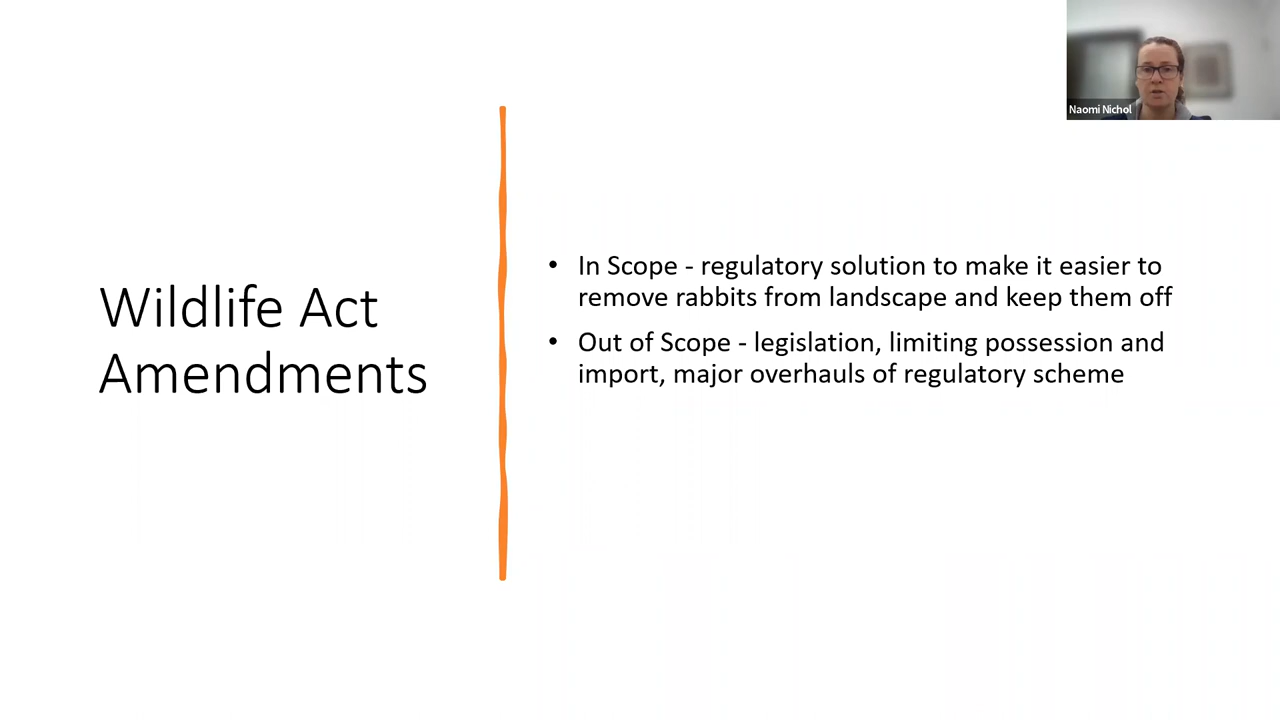 Naomi Nichol
Wildlife Act
Amendments
• In Scope - regulatory solution to make it easier to
remove rabbits from landscape and keep them off
• Out of Scope - legislation, limiting possession and
import, major overhauls of regulatory scheme